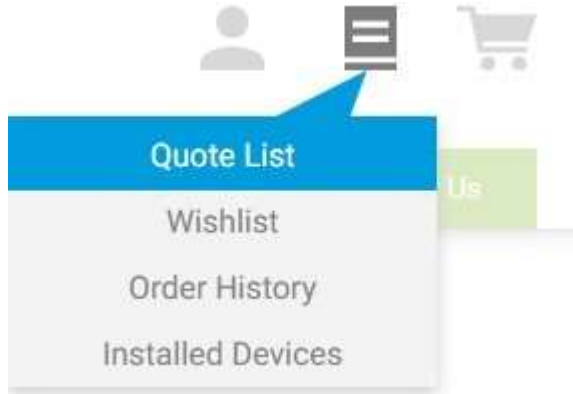 Quote List
Us
Wishlist
Order History
Installed Devices